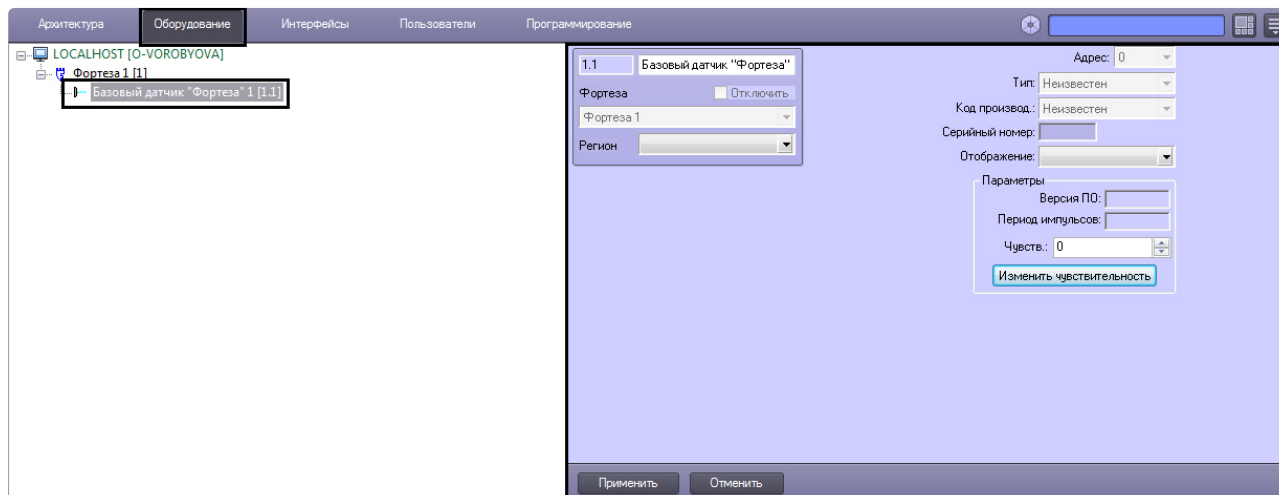 Архитектура Оборудование Интерфейсы Пользователи Программирование
LOCALHOST [O-VOROBYOVA]
Фортеза 1 [1]
Базовый датчик "Фортеза" 1 [1.1]
1.1 Базовый датчик "Фортеза"
Фортеза Отключить
Фортеза 1
Регион
Адрес: 0
Тип: Неизвестен
Код производ.: Неизвестен
Серийный номер:
Отображение:
Параметры
Версия ПО:
Период импульсов:
Чувств.: 0
Изменить чувствительность
Применить Отменить